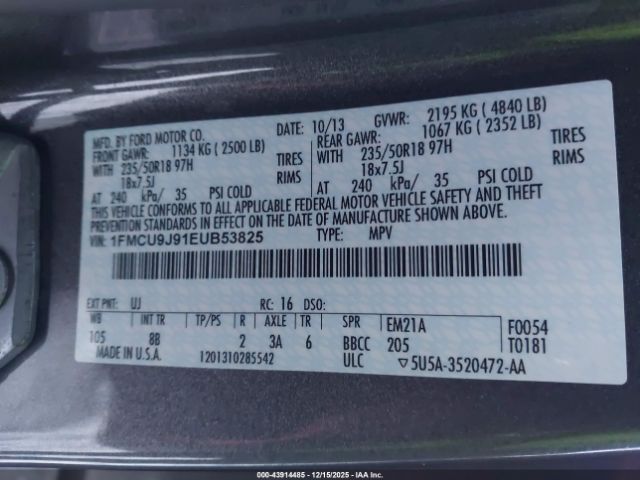 MFD. BY FORD MOTOR CO.
DATE: 10/13 GVWR: 2195 KG ( 4840 LB)
FRONT GAWR: 1134 KG ( 2500 LB) REAR GAWR: 1067 KG ( 2352 LB)
WITH 235/50R18 97H TIRES WITH 235/50R18 97H TIRES
18x7.5J RIMS 18x7.5J RIMS
AT 240 kPa/ 35 PSI COLD AT 240 kPa/ 35 PSI COLD
THIS VEHICLE CONFORMS TO ALL APPLICABLE FEDERAL MOTOR VEHICLE SAFETY AND THEFT
PREVENTION STANDARDS IN EFFECT ON THE DATE OF MANUFACTURE SHOWN ABOVE.
VIN: 1FMCU9J91EUB53825 TYPE: MPV
EXT PNT: UJ RC: 16 DSO:
WB INT TR TP/PS R AXLE TR SPR EM21A F0054
105 8B 2 3A 6 BBCC 205 T0181
MADE IN U.S.A. 1201310285542 ULC ▽5U5A-3520472-AA
000-43914485 - 12/15/2025 - IAA Inc.